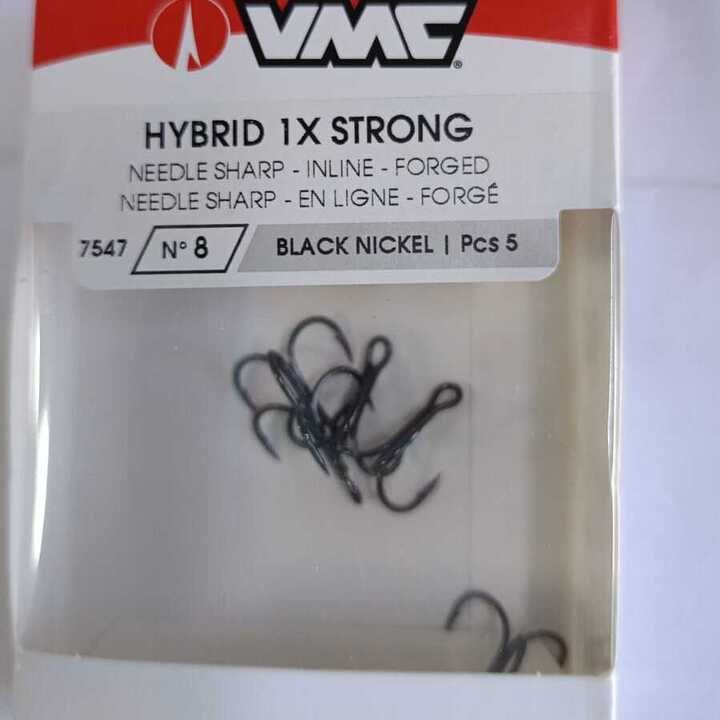 VMC®
HYBRID 1X STRONG
NEEDLE SHARP - INLINE - FORGED
NEEDLE SHARP - EN LIGNE - FORGÉ
7547 N° 8 BLACK NICKEL | Pcs 5